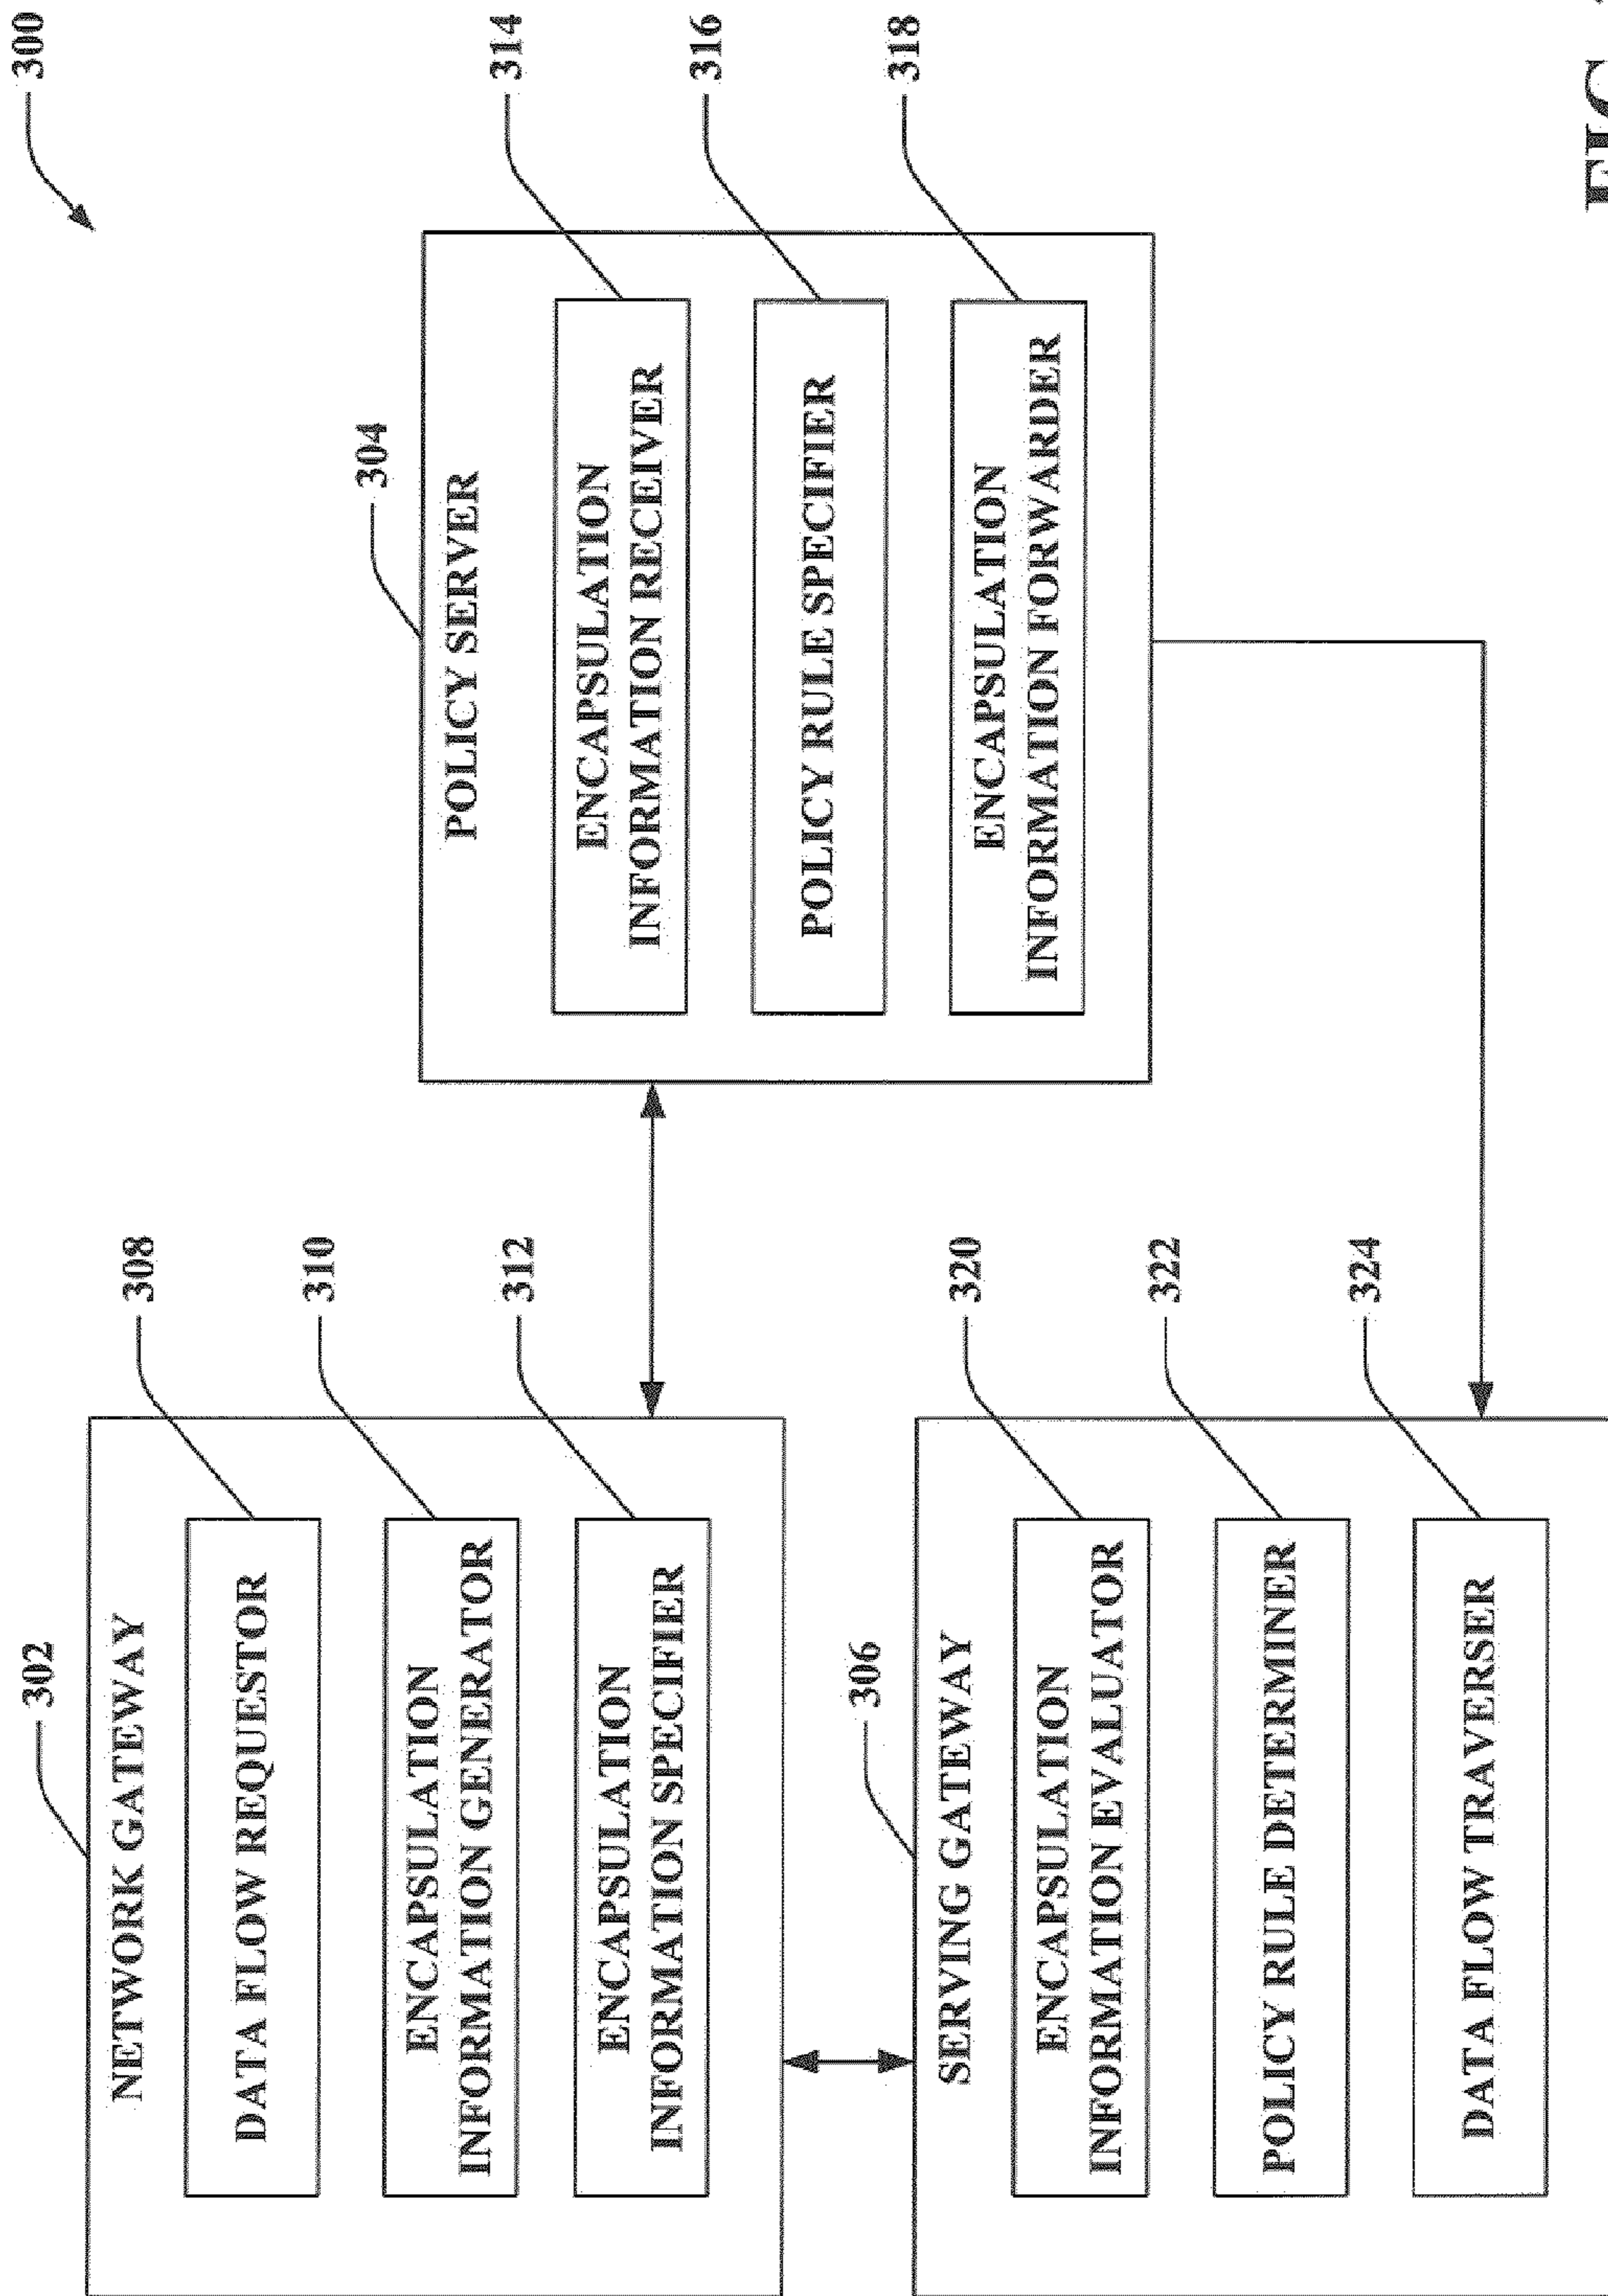 300
302
NETWORK GATEWAY
308
DATA FLOW REQUESTOR
310
ENCAPSULATION
INFORMATION GENERATOR
312
ENCAPSULATION
INFORMATION SPECIFIER
304
POLICY SERVER
314
ENCAPSULATION
INFORMATION RECEIVER
316
POLICY RULE SPECIFIER
318
ENCAPSULATION
INFORMATION FORWARDER
306
SERVING GATEWAY
320
ENCAPSULATION
INFORMATION EVALUATOR
322
POLICY RULE DETERMINER
324
DATA FLOW TRAVERSER